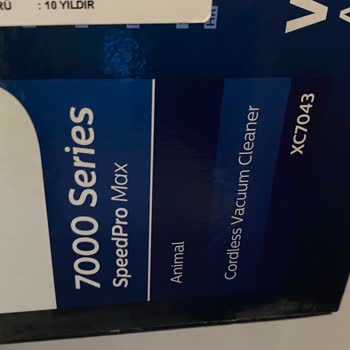 : 10 YILDIR
7000 Series
SpeedPro Max
Animal
Cordless Vacuum Cleaner
XC7043